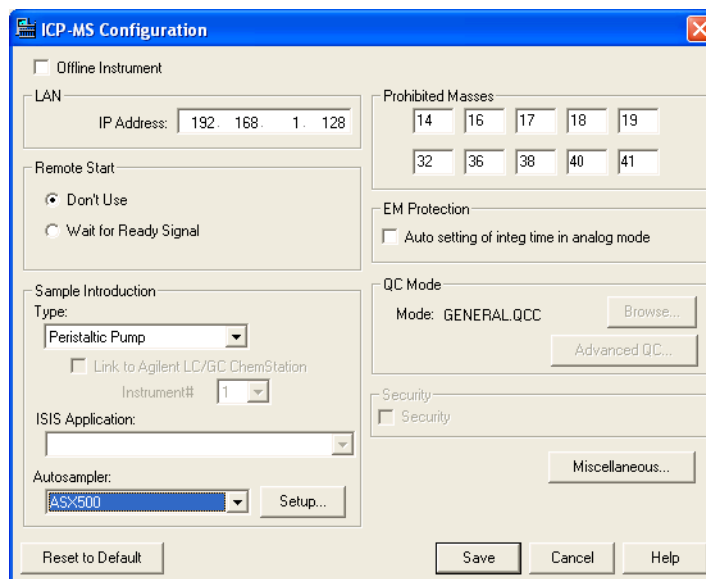 ICP-MS Configuration
Offline Instrument
LAN
IP Address: 192. 168. 1. 128
Remote Start
Don't Use
Wait for Ready Signal
Sample Introduction
Type:
Peristaltic Pump
Link to Agilent LC/GC ChemStation
Instrument# 1
ISIS Application:
Autosampler:
ASX500 Setup...
Prohibited Masses
14 16 17 18 19
32 36 38 40 41
EM Protection
Auto setting of integ time in analog mode
QC Mode
Mode: GENERAL.QCC Browse...
Advanced QC...
Security
Security
Miscellaneous...
Reset to Default Save Cancel Help